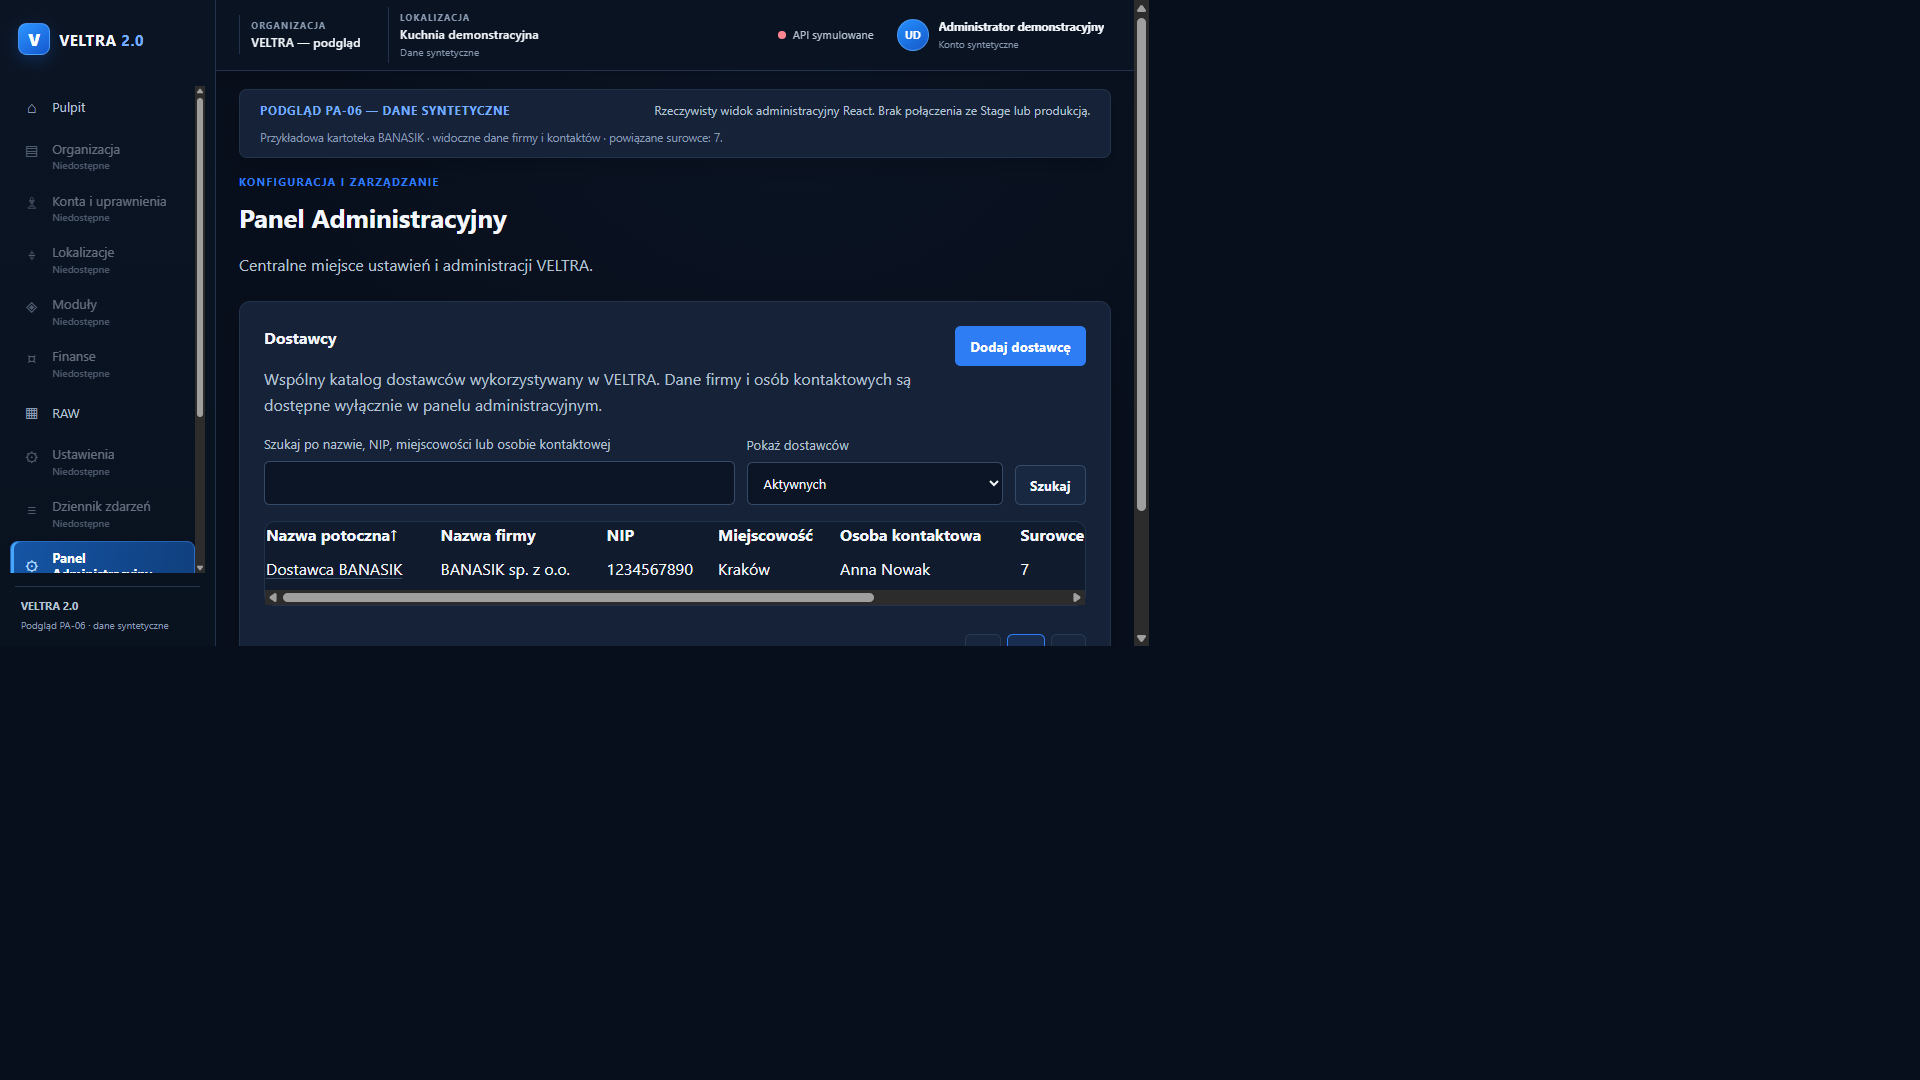 V VELTRA 2.0
ORGANIZACJA
VELTRA — podgląd
LOKALIZACJA
Kuchnia demonstracyjna
Dane syntetyczne
API symulowane
UD
Administrator demonstracyjny
Konto syntetyczne
Pulpit
Organizacja
Niedostępne
Konta i uprawnienia
Niedostępne
Lokalizacje
Niedostępne
Moduły
Niedostępne
Finanse
Niedostępne
RAW
Ustawienia
Niedostępne
Dziennik zdarzeń
Niedostępne
Panel
Administracyjny
VELTRA 2.0
Podgląd PA-06 · dane syntetyczne
PODGLĄD PA-06 — DANE SYNTETYCZNE
Rzeczywisty widok administracyjny React. Brak połączenia ze Stage lub produkcją.
Przykładowa kartoteka BANASIK · widoczne dane firmy i kontaktów · powiązane surowce: 7.
KONFIGURACJA I ZARZĄDZANIE
Panel Administracyjny
Centralne miejsce ustawień i administracji VELTRA.
Dostawcy
Dodaj dostawcę
Wspólny katalog dostawców wykorzystywany w VELTRA. Dane firmy i osób kontaktowych są
dostępne wyłącznie w panelu administracyjnym.
Szukaj po nazwie, NIP, miejscowości lub osobie kontaktowej
Pokaż dostawców
Aktywnych
Szukaj
Nazwa potoczna↑ Nazwa firmy NIP Miejscowość Osoba kontaktowa Surowce
Dostawca BANASIK BANASIK sp. z o.o. 1234567890 Kraków Anna Nowak 7